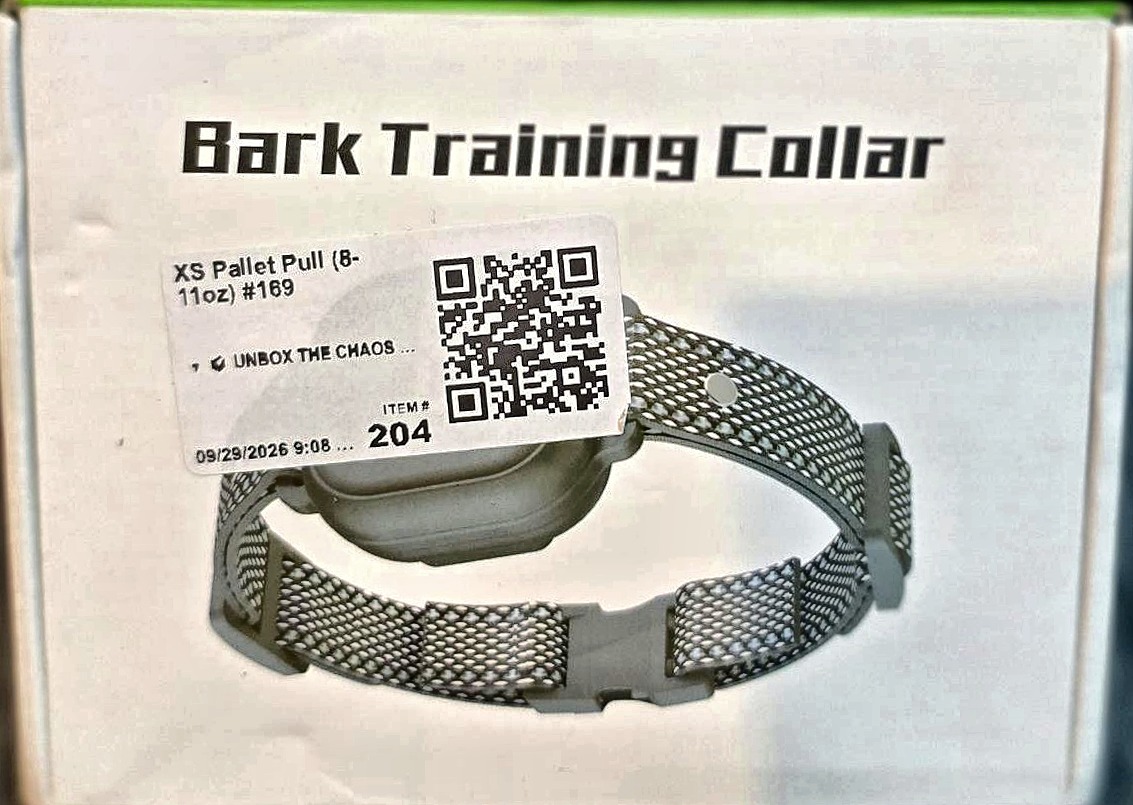 Bark Training Collar
XS Pallet Pull (8-
11oz) #169
, UNBOX THE CHAOS ...
ITEM #
204
09/29/2026 9:08 ...